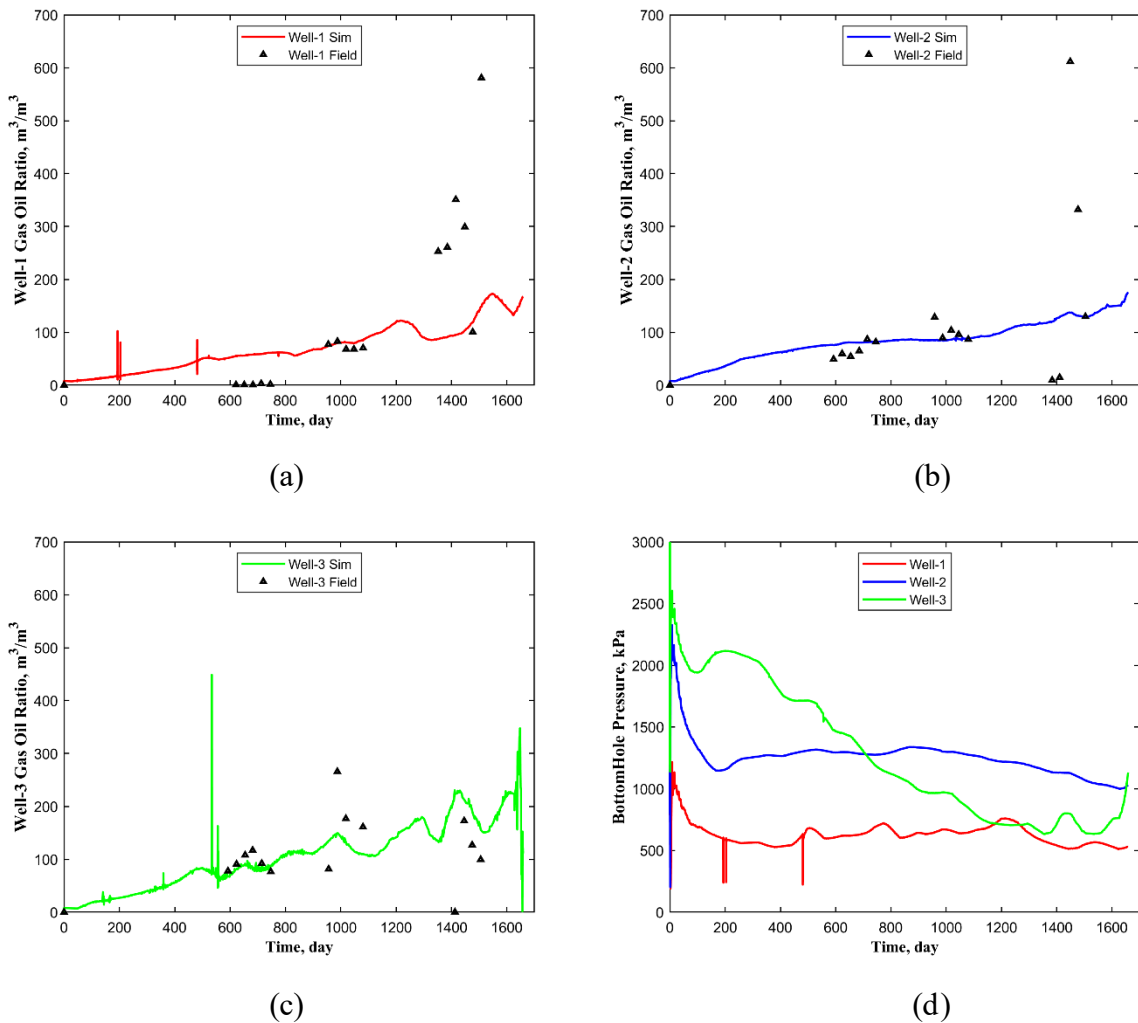 700
600
500
400
300
200
100
0
Well-1 Gas Oil Ratio, m³/m³
Well-1 Sim
Well-1 Field
0 200 400 600 800 1000 1200 1400 1600
Time, day
(a)
700
600
500
400
300
200
100
0
Well-2 Gas Oil Ratio, m³/m³
Well-2 Sim
Well-2 Field
0 200 400 600 800 1000 1200 1400 1600
Time, day
(b)
700
600
500
400
300
200
100
0
Well-3 Gas Oil Ratio, m³/m³
Well-3 Sim
Well-3 Field
0 200 400 600 800 1000 1200 1400 1600
Time, day
(c)
3000
2500
2000
1500
1000
500
0
BottomHole Pressure, kPa
Well-1
Well-2
Well-3
0 200 400 600 800 1000 1200 1400 1600
Time, day
(d)